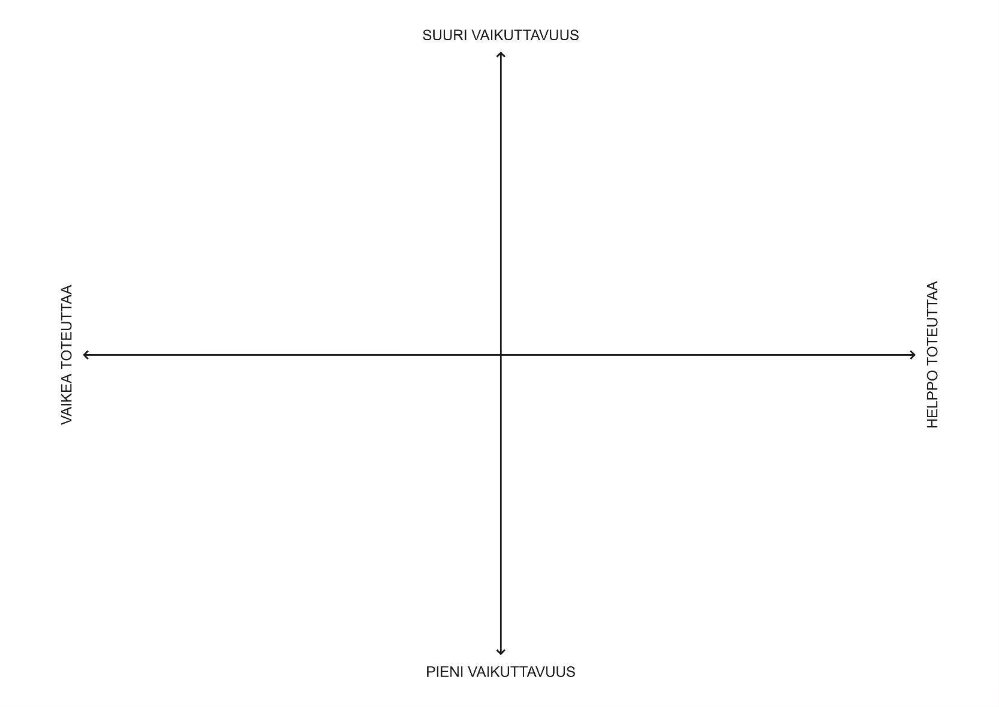 SUURI VAIKUTTAVUUS
VAIKEA TOTEUTTAA
HELPPO TOTEUTTAA
PIENI VAIKUTTAVUUS